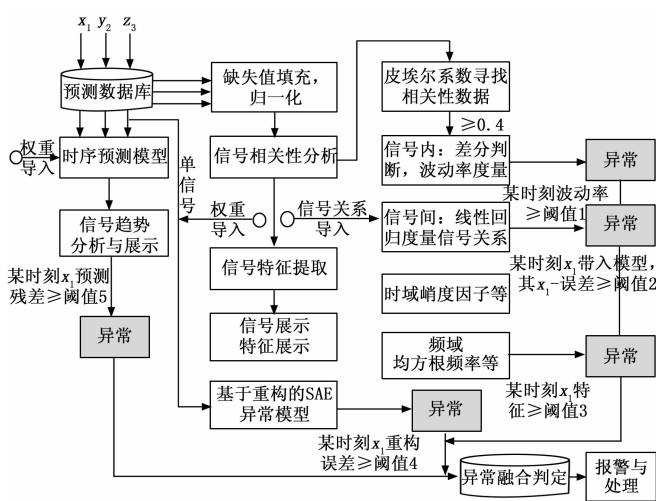 x₁ y₂ z₃
预测数据库
缺失值填充，
归一化
皮埃尔系数寻找
相关性数据
≥0.4
权重
导入
时序预测模型
单信号
信号相关性分析
信号内：差分判
断，波动率度量
异常
某时刻波动率
≥阈值1
信号趋势
分析与展示
权重
导入
信号关系
导入
信号间：线性回
归度量信号关系
异常
某时刻x₁预测
残差≥阈值5
信号特征提取
时域峭度因子等
某时刻x₁带入模型，
其x₁-误差≥阈值2
异常
信号展示
特征展示
频域
均方根频率等
异常
某时刻x₁特
征≥阈值3
基于重构的SAE
异常模型
异常
某时刻x₁重构
误差≥阈值4
异常融合判定
报警与
处理